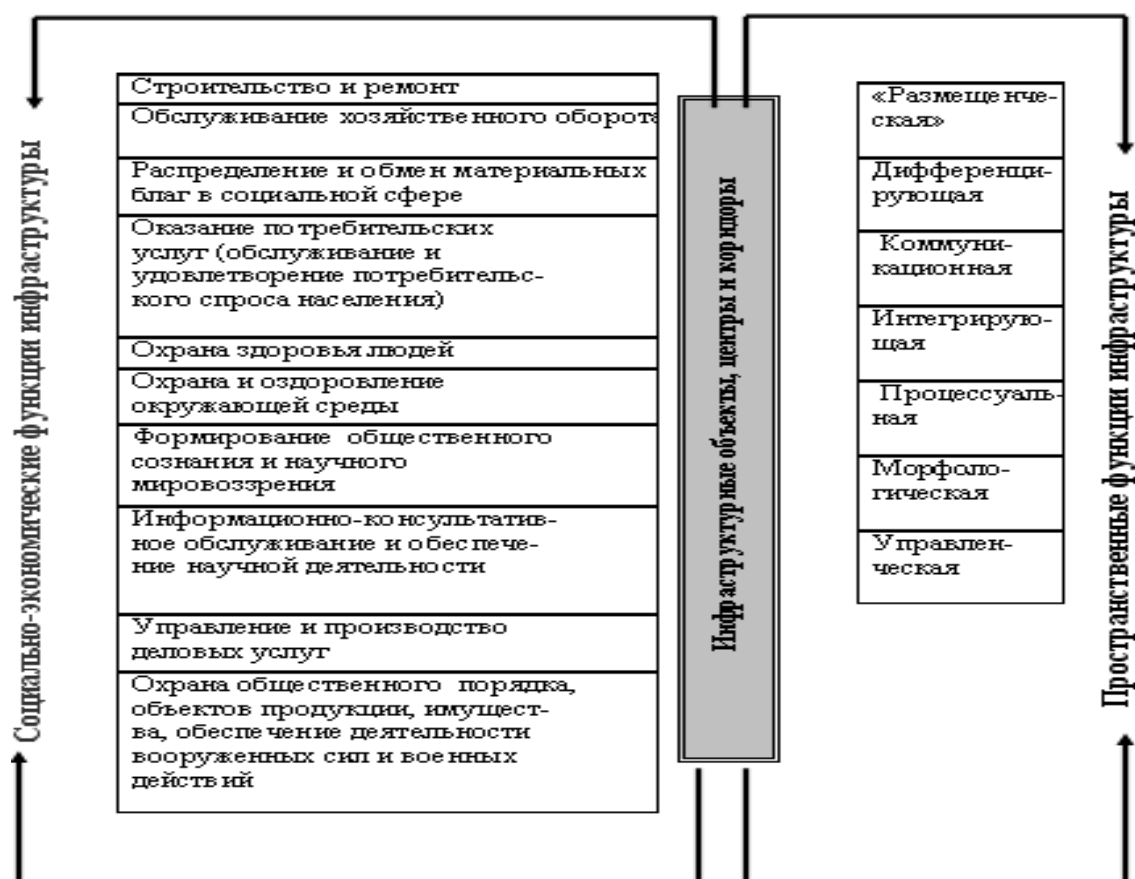 Социально-экономические функции инфраструктуры
Строительство и ремонт
Обслуживание хозяйственного оборота
Распределение и обмен материальных
благ в социальной сфере
Оказание потребительских
услуг (обслуживание и
удовлетворение потребительс-
кого спроса населения)
Охрана здоровья людей
Охрана и оздоровление
окружающей среды
Формирование общественного
сознания и научного
мировоззрения
Информационно-консультатив-
ное обслуживание и обеспече-
ние научной деятельности
Управление и производство
деловых услуг
Охрана общественного порядка,
объектов продукции, имущест-
ва, обеспечение деятельности
вооруженных сил и военных
действий
Инфраструктурные объекты, центры и коридоры
«Размещенче-
ская»
Дифференци-
рующая
Коммуни-
кационная
Интегрирую-
щая
Процессуаль-
ная
Морфоло-
гическая
Управлен-
ческая
Пространственные функции инфраструктуры